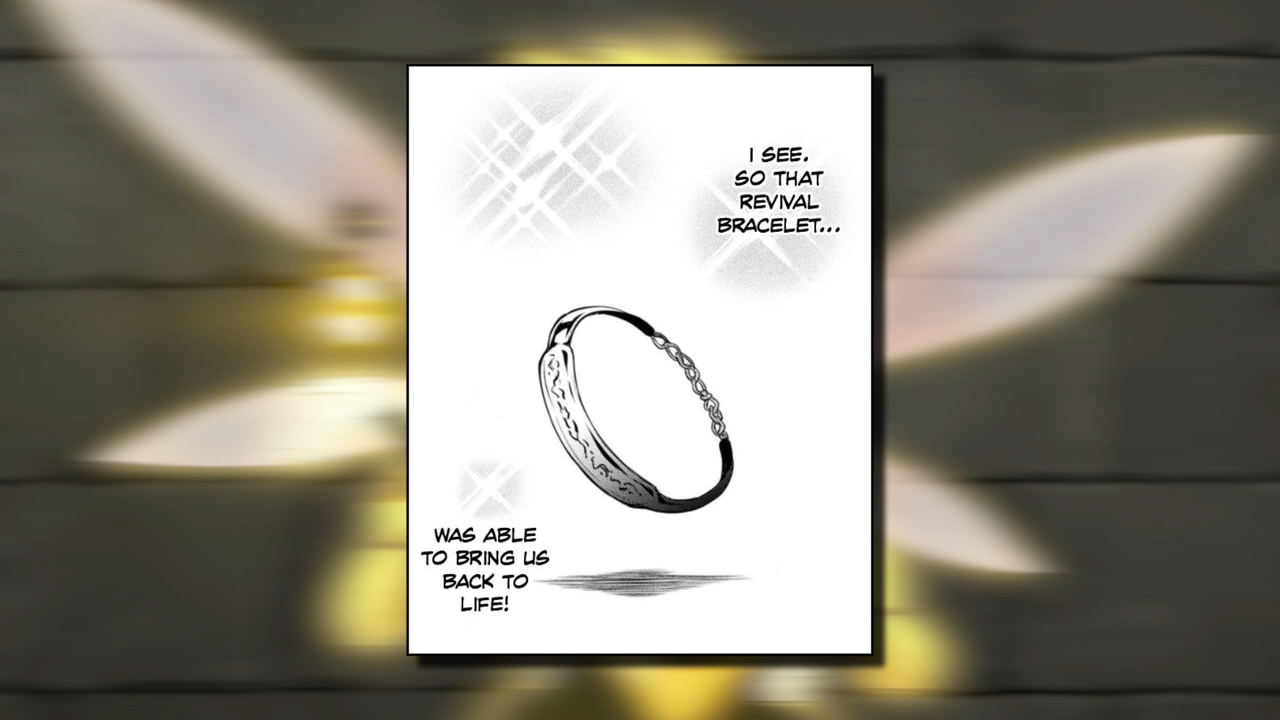 I SEE.
SO THAT
REVIVAL
BRACELET...
WAS ABLE
TO BRING US
BACK TO
LIFE!